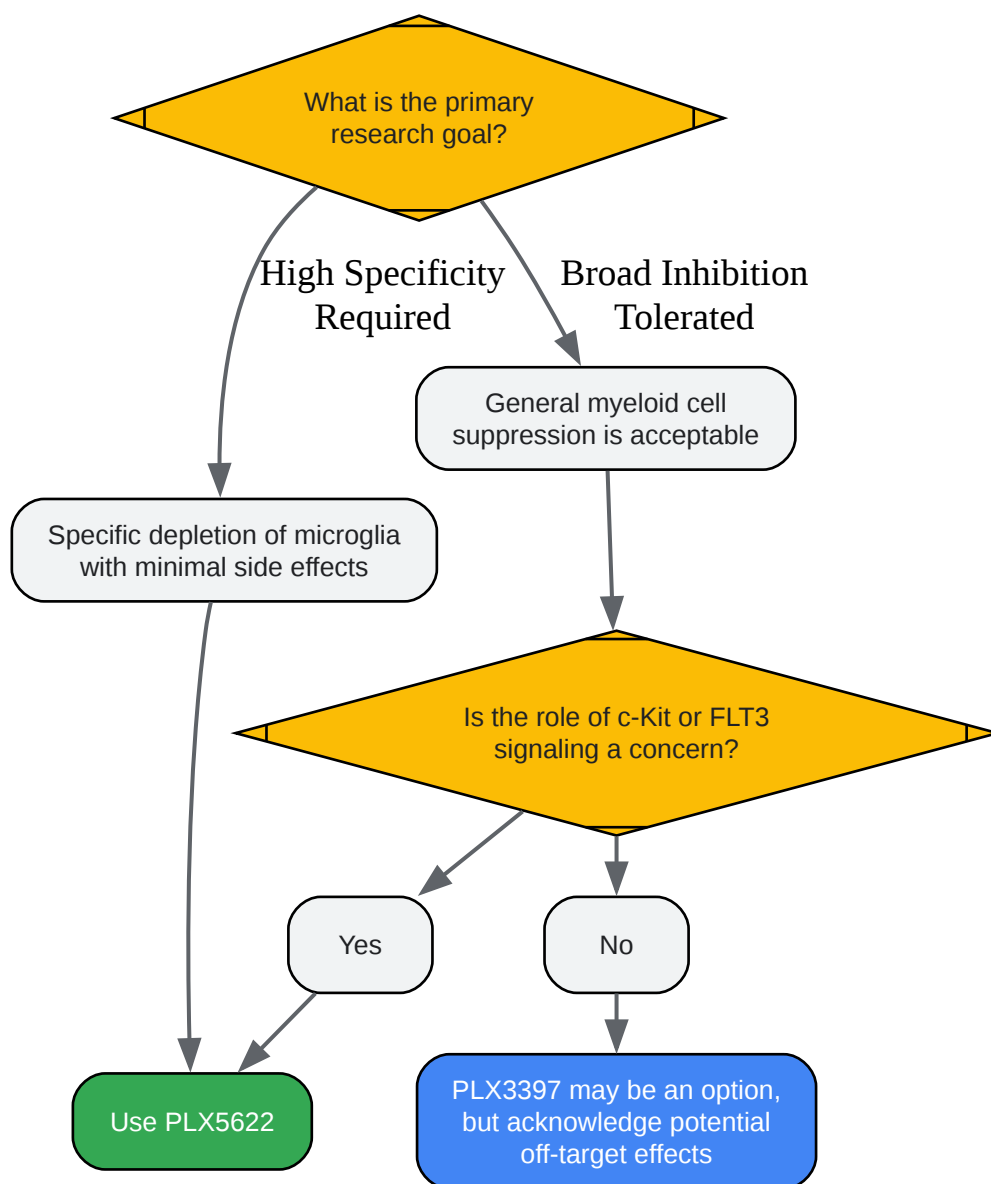 What is the primary
research goal?
High Specificity
Required
Broad Inhibition
Tolerated
General myeloid cell
suppression is acceptable
Specific depletion of microglia
with minimal side effects
Is the role of c-Kit or FLT3
signaling a concern?
Yes
No
Use PLX5622
PLX3397 may be an option,
but acknowledge potential
off-target effects